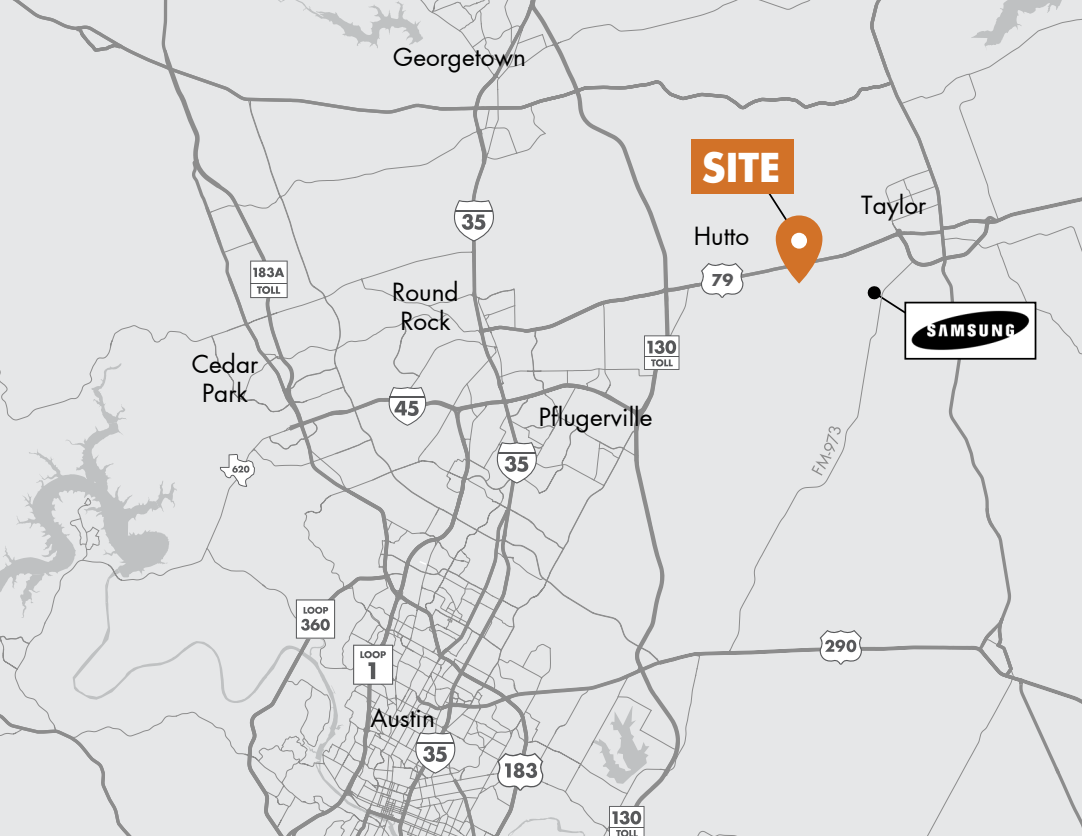 Georgetown
SITE
Taylor
35
Hutto
183A
TOLL
79
Round
Rock
SAMSUNG
130
TOLL
Cedar
Park
45
Pflugerville
FM-973
35
620
LOOP
360
290
LOOP
1
Austin
35
183
130
TOLL